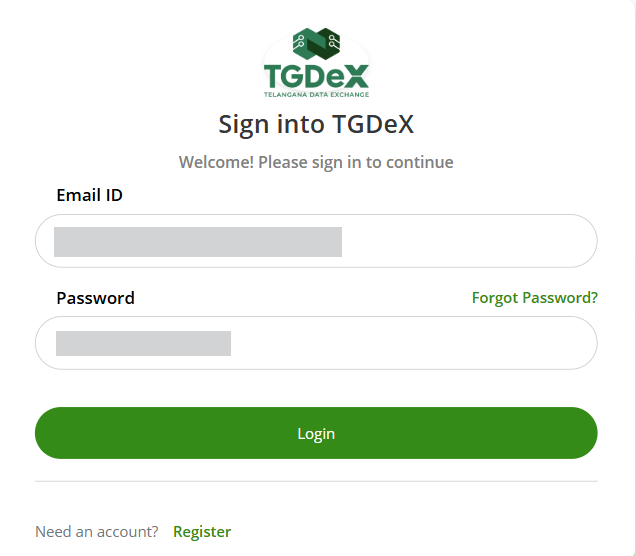 TGDeX
TELANGANA DATA EXCHANGE
Sign into TGDeX
Welcome! Please sign in to continue
Email ID
Password Forgot Password?
Login
Need an account? Register